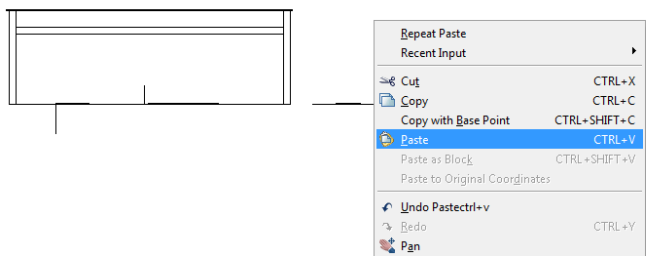 Repeat Paste
Recent Input
Cut CTRL+X
Copy CTRL+C
Copy with Base Point CTRL+SHIFT+C
Paste CTRL+V
Paste as Block CTRL+SHIFT+V
Paste to Original Coordinates
Undo Pastectrl+v
Redo CTRL+Y
Pan